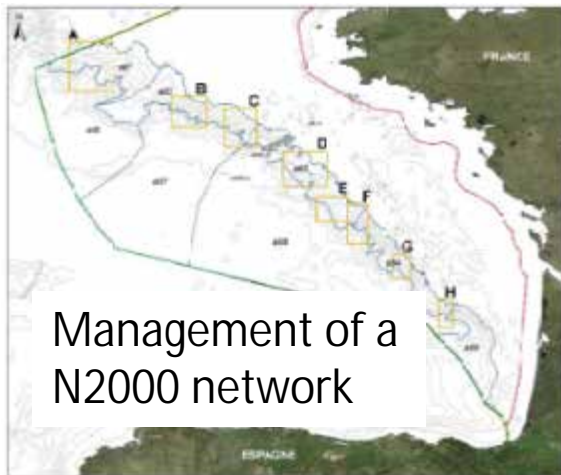 A
B
C
FRANCE
D
E
F
G
H
Management of a
N2000 network
ESPAGNE